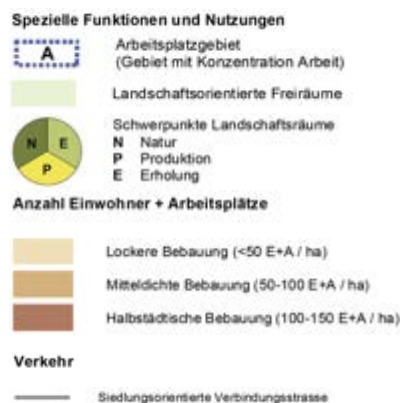 Spezielle Funktionen und Nutzungen
A
Arbeitsplatzgebiet
(Gebiet mit Konzentration Arbeit)
Landschaftsorientierte Freiräume
N E
P
Schwerpunkte Landschaftsräume
N Natur
P Produktion
E Erholung
Anzahl Einwohner + Arbeitsplätze
Lockere Bebauung (<50 E+A / ha)
Mitteldichte Bebauung (50-100 E+A / ha)
Halbstädtische Bebauung (100-150 E+A / ha)
Verkehr
Siedlungsorientierte Verbindungsstrasse